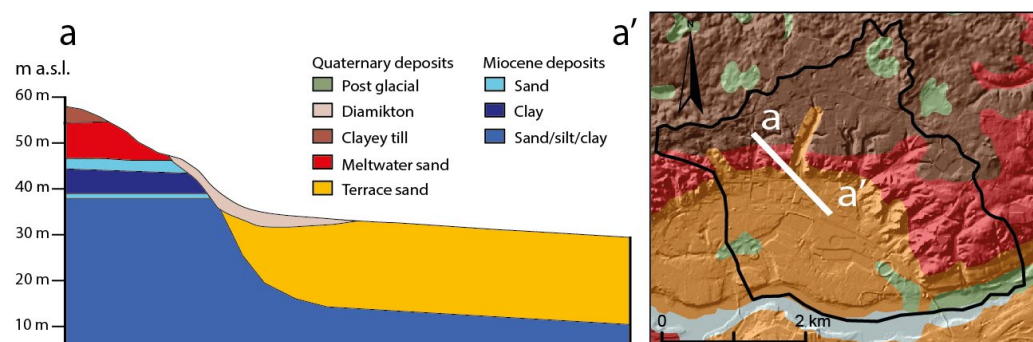 a
a'
m a.s.l.
60 m
50 m
40 m
30 m
20 m
10 m
Quaternary deposits
Post glacial
Diamikton
Clayey till
Meltwater sand
Terrace sand
Miocene deposits
Sand
Clay
Sand/silt/clay
N
a
a'
0
2 km